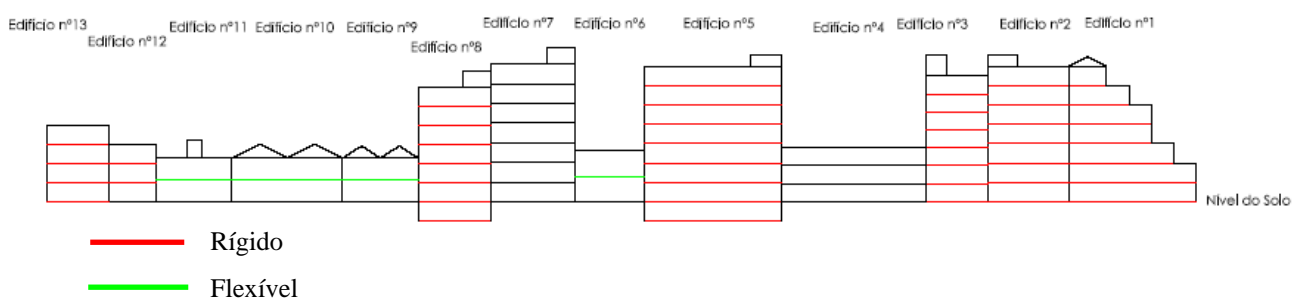 Edifício nº13
Edifício nº12
Edifício nº11
Edifício nº10
Edifício nº9
Edifício nº8
Edifício nº7
Edifício nº6
Edifício nº5
Edifício nº4
Edifício nº3
Edifício nº2
Edifício nº1
Nível do Solo
Rígido
Flexível